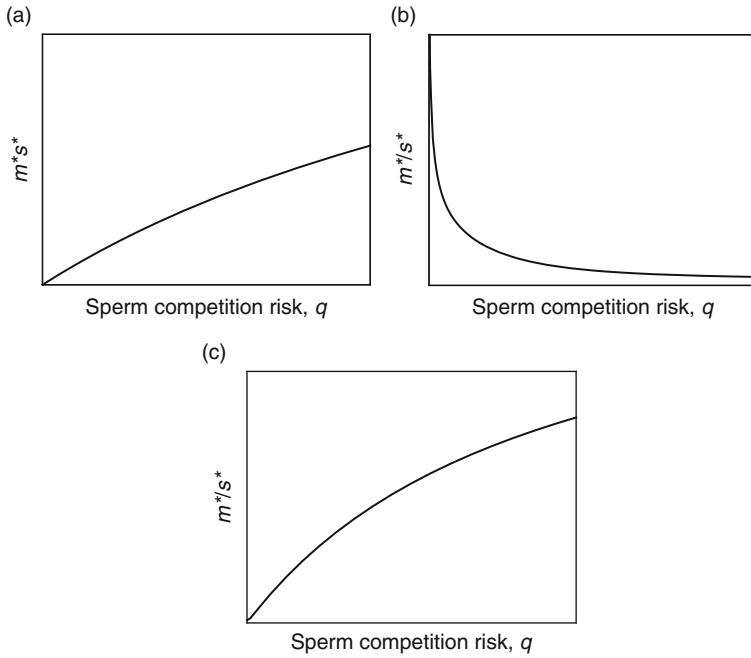 (a)
m*s*
Sperm competition risk, q
(b)
m*/s*
Sperm competition risk, q
(c)
m*/s*
Sperm competition risk, q